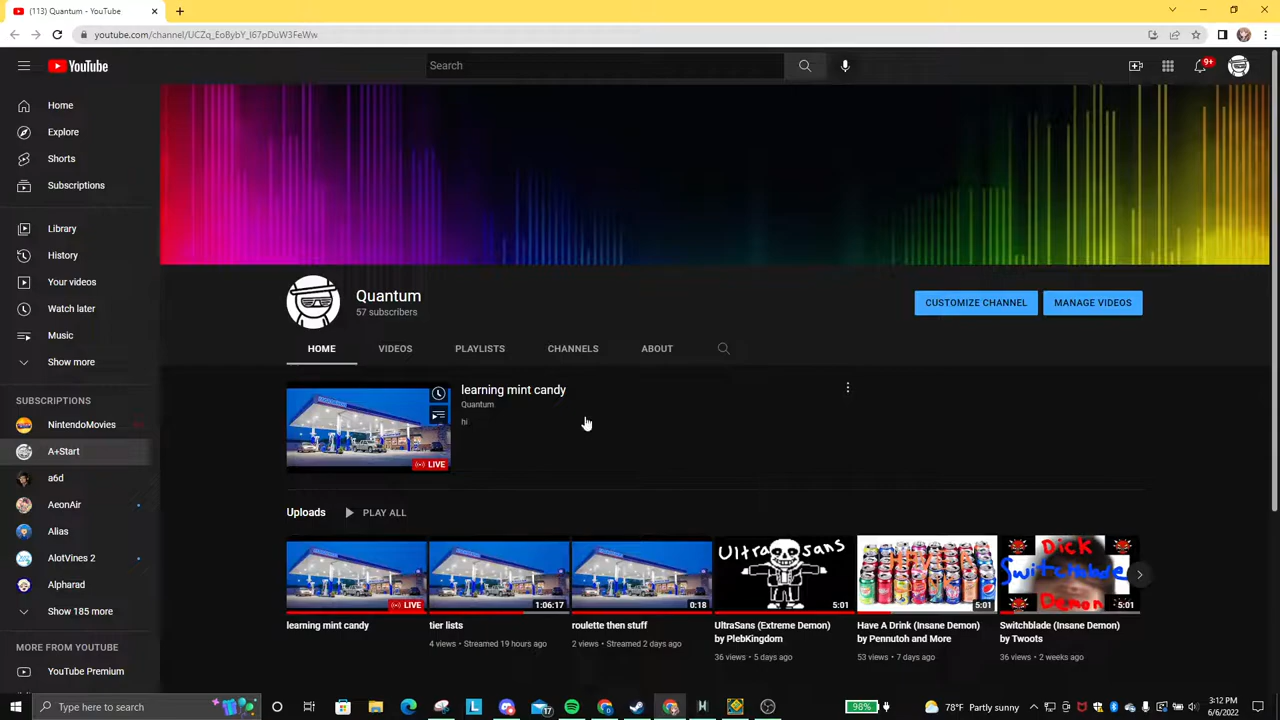 (113) Quantum - YouTube
youtube.com/channel/UCZq_EoBybY_I67pDuW3FeWw
YouTube
Search
9+
Home
Explore
Shorts
Subscriptions
Library
History
Your videos
Watch later
Music
Show more
SUBSCRIPTIONS
NintendoMovies
A+Start
a6d
AeonAir
Alias
AlotVines 2
Alpharad
Show 185 more
MORE FROM YOUTUBE
YouTube Premium
Quantum
57 subscribers
CUSTOMIZE CHANNEL
MANAGE VIDEOS
HOME
VIDEOS
PLAYLISTS
CHANNELS
ABOUT
learning mint candy
Quantum
hi
LIVE
Uploads
PLAY ALL
LIVE
learning mint candy
1:06:17
tier lists
4 views • Streamed 19 hours ago
0:18
roulette then stuff
2 views • Streamed 2 days ago
UltraSans
5:01
UltraSans (Extreme Demon)
by PlebKingdom
36 views • 5 days ago
5:01
Have A Drink (Insane Demon)
by Pennutoh and More
53 views • 7 days ago
Dick
Switchblade
Demon
5:01
Switchblade (Insane Demon)
by Twoots
36 views • 2 weeks ago
Type here to search
17
98%
78°F Partly sunny
3:12 PM
6/6/2022